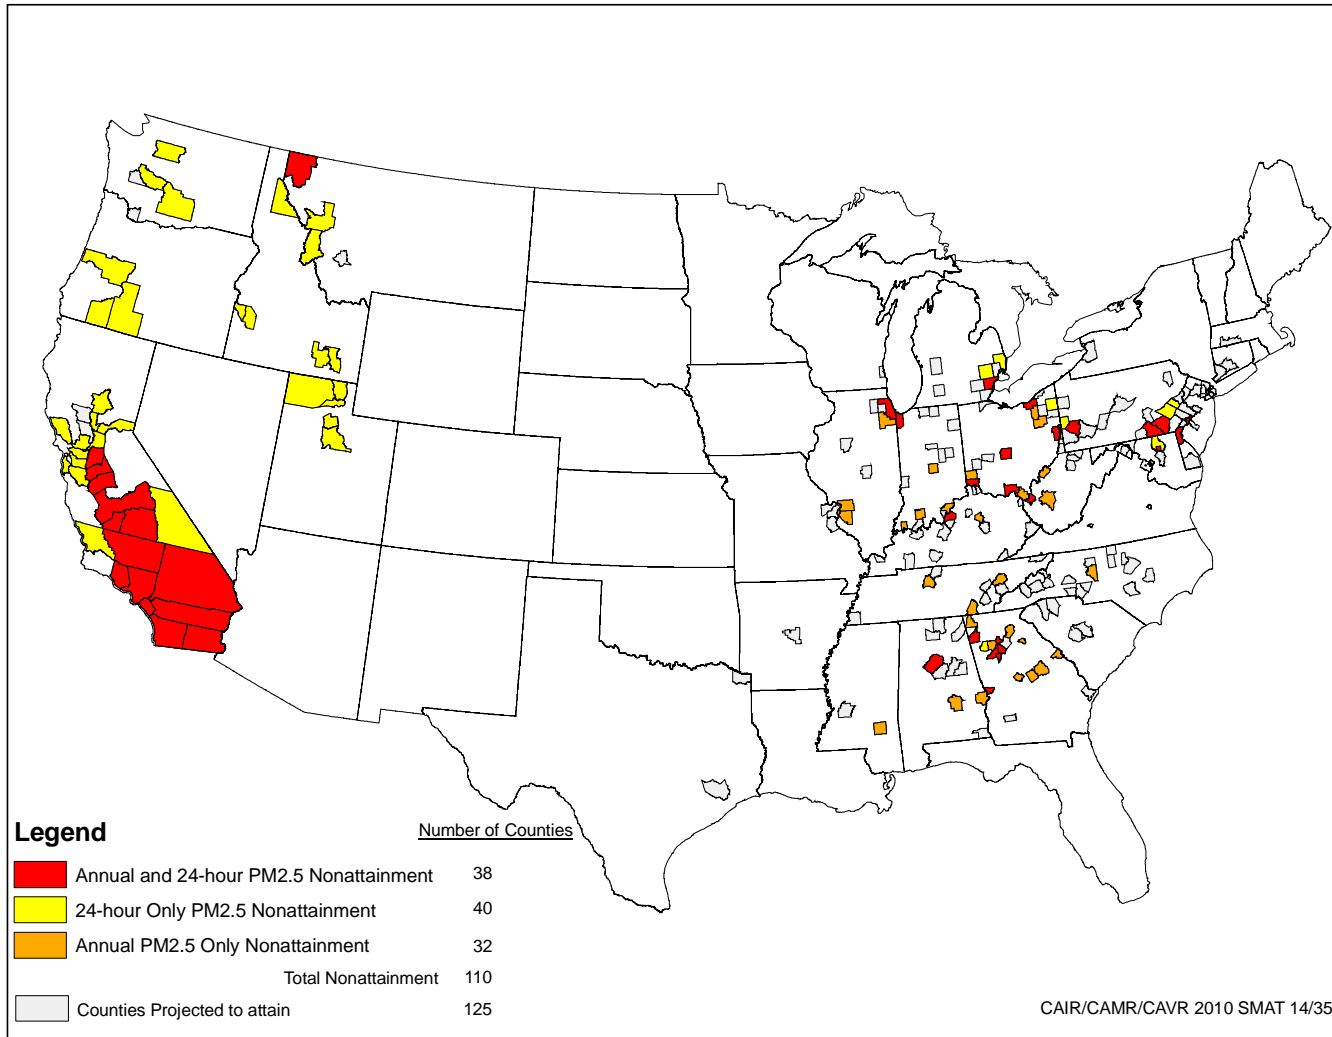 Legend
Number of Counties
Annual and 24-hour PM2.5 Nonattainment 38
24-hour Only PM2.5 Nonattainment 40
Annual PM2.5 Only Nonattainment 32
Total Nonattainment 110
Counties Projected to attain 125
CAIR/CAMR/CAVR 2010 SMAT 14/35